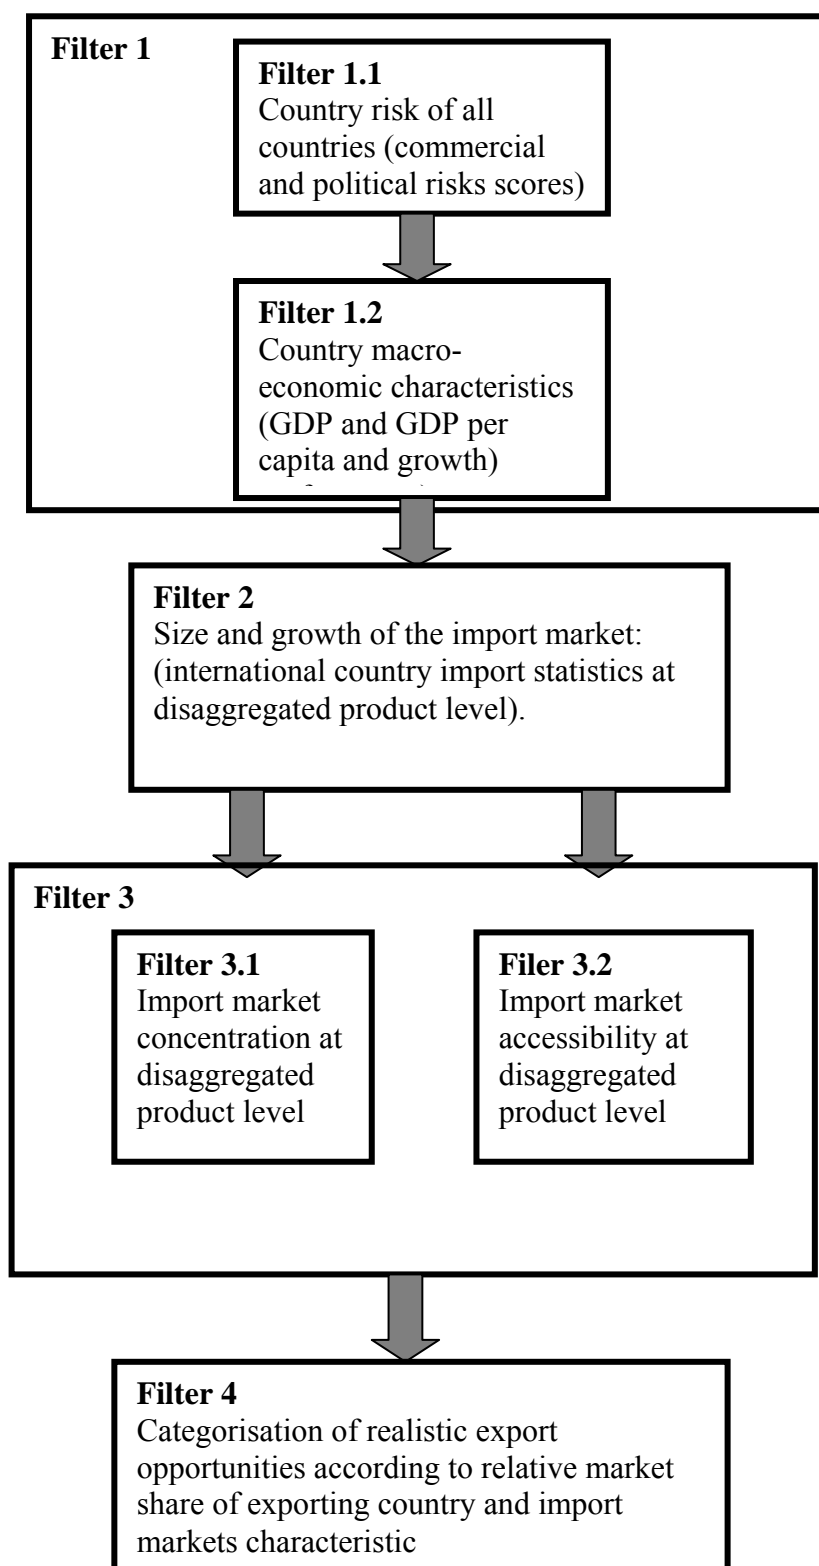 Filter 1
Filter 1.1
Country risk of all
countries (commercial
and political risks scores)
Filter 1.2
Country macro-
economic characteristics
(GDP and GDP per
capita and growth)
Filter 2
Size and growth of the import market:
(international country import statistics at
disaggregated product level).
Filter 3
Filter 3.1
Import market
concentration at
disaggregated
product level
Filer 3.2
Import market
accessibility at
disaggregated
product level
Filter 4
Categorisation of realistic export
opportunities according to relative market
share of exporting country and import
markets characteristic